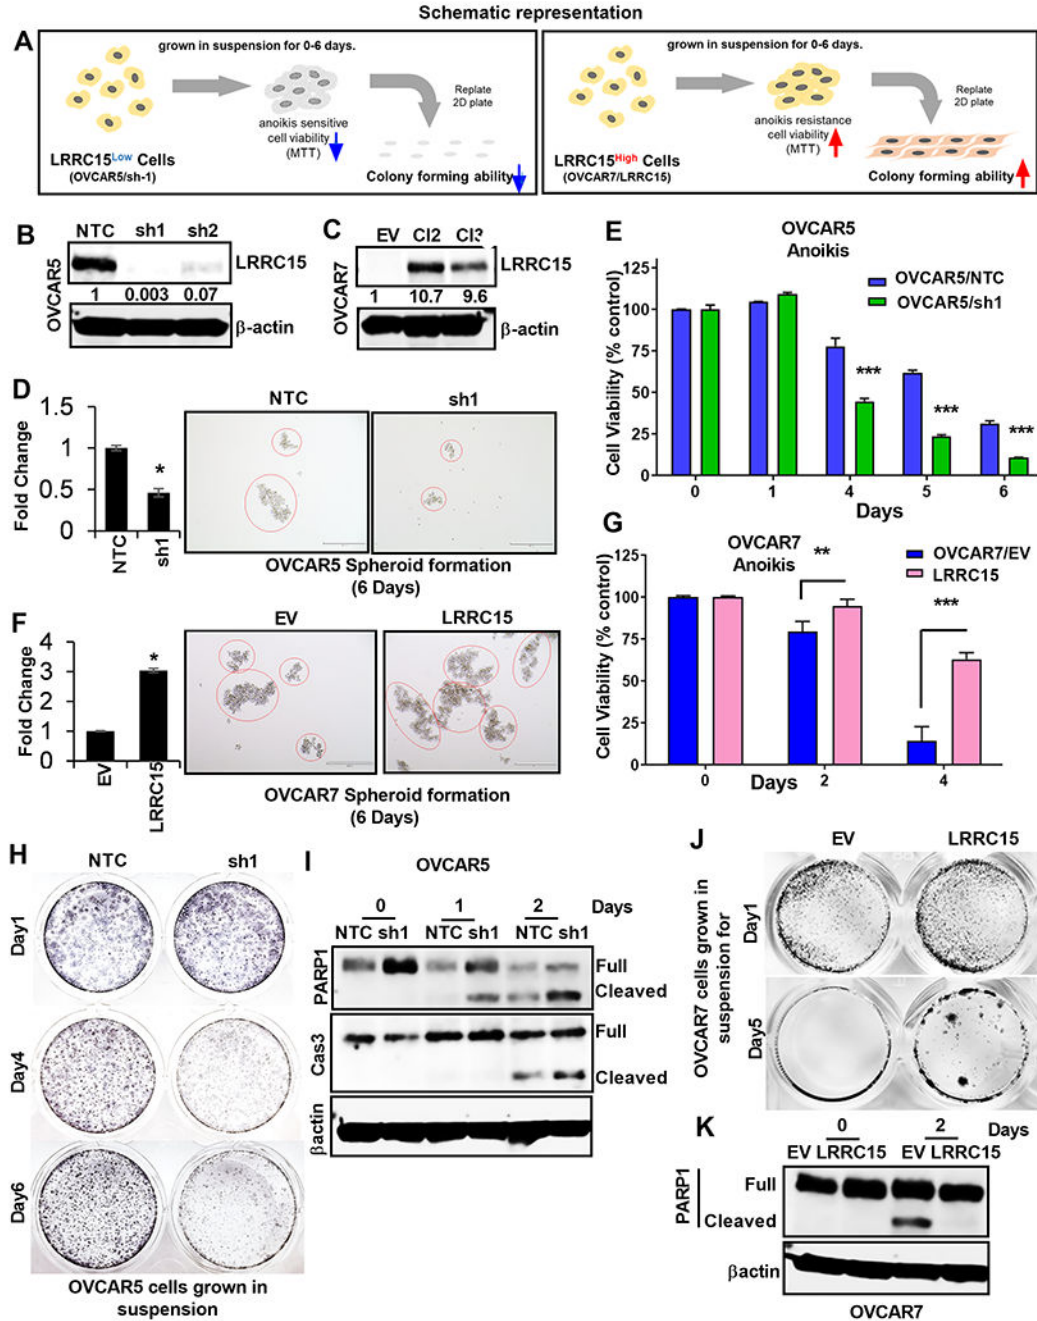 Schematic representation
A
grown in suspension for 0-6 days.
anoikis sensitive
cell viability
(MTT)
Replate
2D plate
LRRC15Low Cells
(OVCAR5/sh-1)
Colony forming ability
grown in suspension for 0-6 days.
anoikis resistance
cell viability
(MTT)
Replate
2D plate
LRRC15High Cells
(OVCAR7/LRRC15)
Colony forming ability
B
NTC sh1 sh2
OVCAR5
LRRC15
1 0.003 0.07
β-actin
C
EV Cl2 Cl3
OVCAR7
LRRC15
1 10.7 9.6
β-actin
D
Fold Change
1.5
1
0.5
0
*
NTC
sh1
NTC
sh1
OVCAR5 Spheroid formation
(6 Days)
E
OVCAR5
Anoikis
OVCAR5/NTC
OVCAR5/sh1
Cell Viability (% control)
125
100
75
50
25
0
***
***
***
0 1 4 5 6
Days
F
Fold Change
4
3
2
1
0
*
EV
LRRC15
EV
LRRC15
OVCAR7 Spheroid formation
(6 Days)
G
OVCAR7
Anoikis
OVCAR7/EV
LRRC15
Cell Viability (% control)
125
100
75
50
25
0
**
***
0 2 4
Days
H
NTC sh1
Day1
Day4
Day6
OVCAR5 cells grown in
suspension
I
OVCAR5
0 1 2 Days
NTC sh1 NTC sh1 NTC sh1
PARP1
Full
Cleaved
Cas3
Full
Cleaved
βactin
J
EV LRRC15
OVCAR7 cells grown in
suspension for
Day1
Day5
K
0 2 Days
EV LRRC15 EV LRRC15
PARP1
Full
Cleaved
βactin
OVCAR7